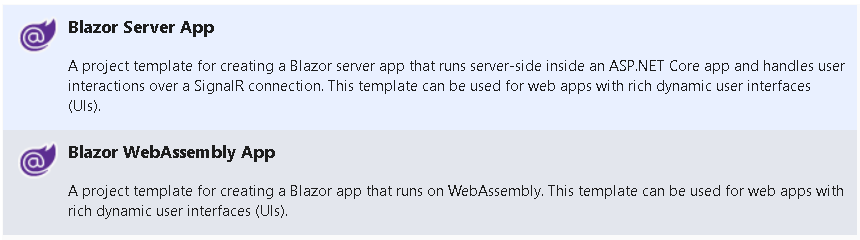 Blazor Server App
A project template for creating a Blazor server app that runs server-side inside an ASP.NET Core app and handles user
interactions over a SignalR connection. This template can be used for web apps with rich dynamic user interfaces
(UIs).
Blazor WebAssembly App
A project template for creating a Blazor app that runs on WebAssembly. This template can be used for web apps with
rich dynamic user interfaces (UIs).